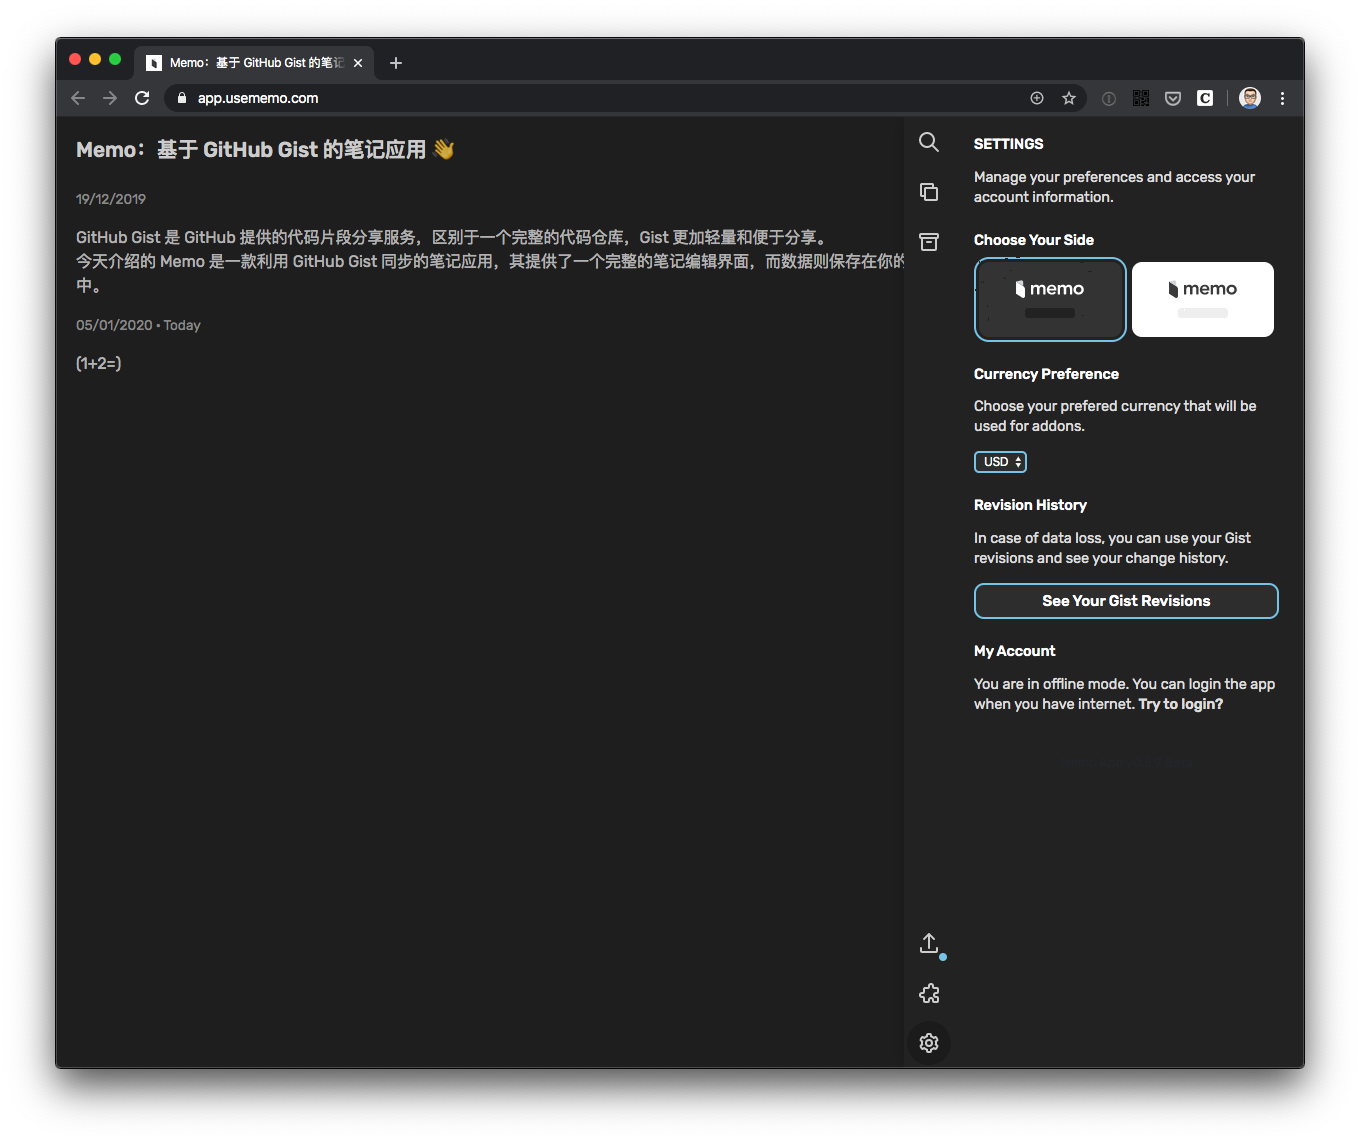 Memo：基于 GitHub Gist 的笔记
app.usememo.com
Memo：基于 GitHub Gist 的笔记应用 👋
19/12/2019
GitHub Gist 是 GitHub 提供的代码片段分享服务，区别于一个完整的代码仓库，Gist 更加轻量和便于分享。
今天介绍的 Memo 是一款利用 GitHub Gist 同步的笔记应用，其提供了一个完整的笔记编辑界面，而数据则保存在你的
中。
05/01/2020 • Today
(1+2=)
SETTINGS
Manage your preferences and access your
account information.
Choose Your Side
memo
memo
Currency Preference
Choose your prefered currency that will be
used for addons.
USD
Revision History
In case of data loss, you can use your Gist
revisions and see your change history.
See Your Gist Revisions
My Account
You are in offline mode. You can login the app
when you have internet. Try to login?